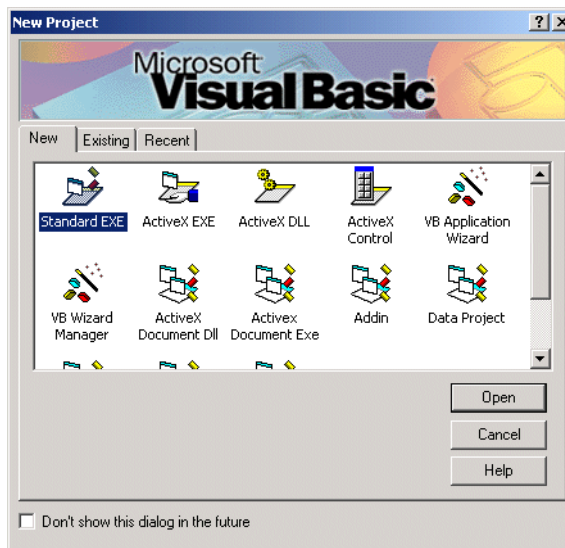 New Project
Microsoft
Visual Basic
New Existing Recent
Standard EXE ActiveX EXE ActiveX DLL ActiveX Control VB Application Wizard
VB Wizard Manager ActiveX Document Dll Activex Document Exe Addin Data Project
Open
Cancel
Help
Don't show this dialog in the future